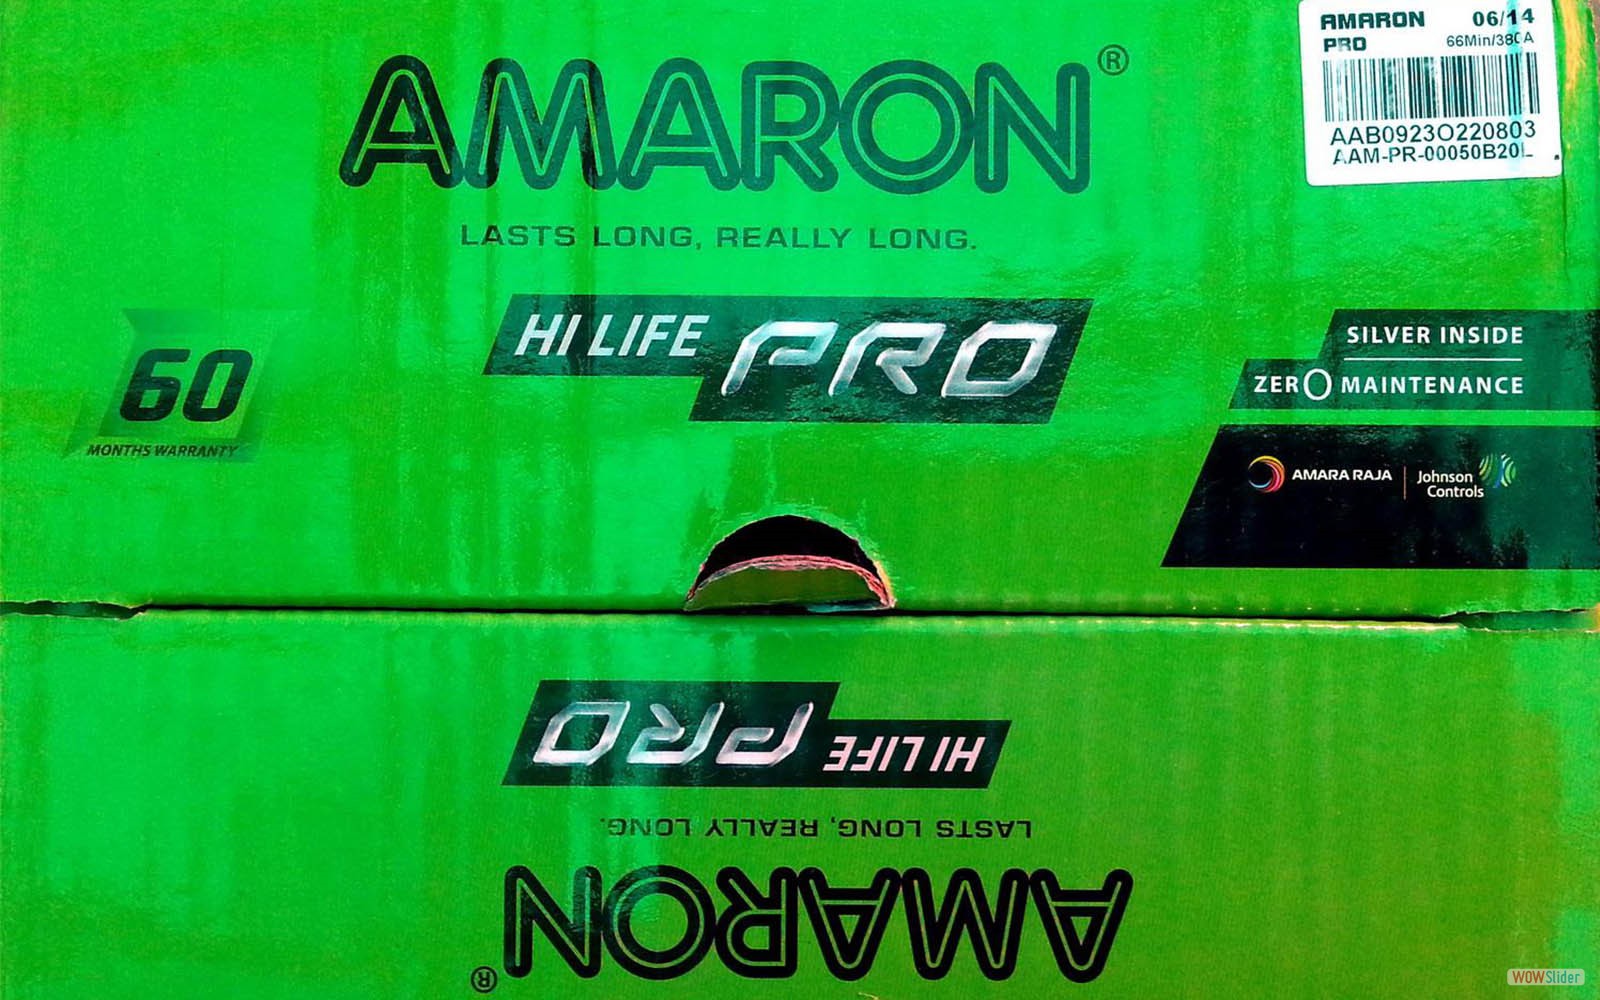 AMARON 06/14
PRO 66Min/380A
AAB0923O220803
AAM-PR-00050B20L
AMARON®
LASTS LONG, REALLY LONG.
HI LIFE PRO
60
MONTHS WARRANTY
SILVER INSIDE
ZERO MAINTENANCE
AMARA RAJA | Johnson
Controls
HI LIFE PRO
LASTS LONG, REALLY LONG.
AMARON®
WOWSlider